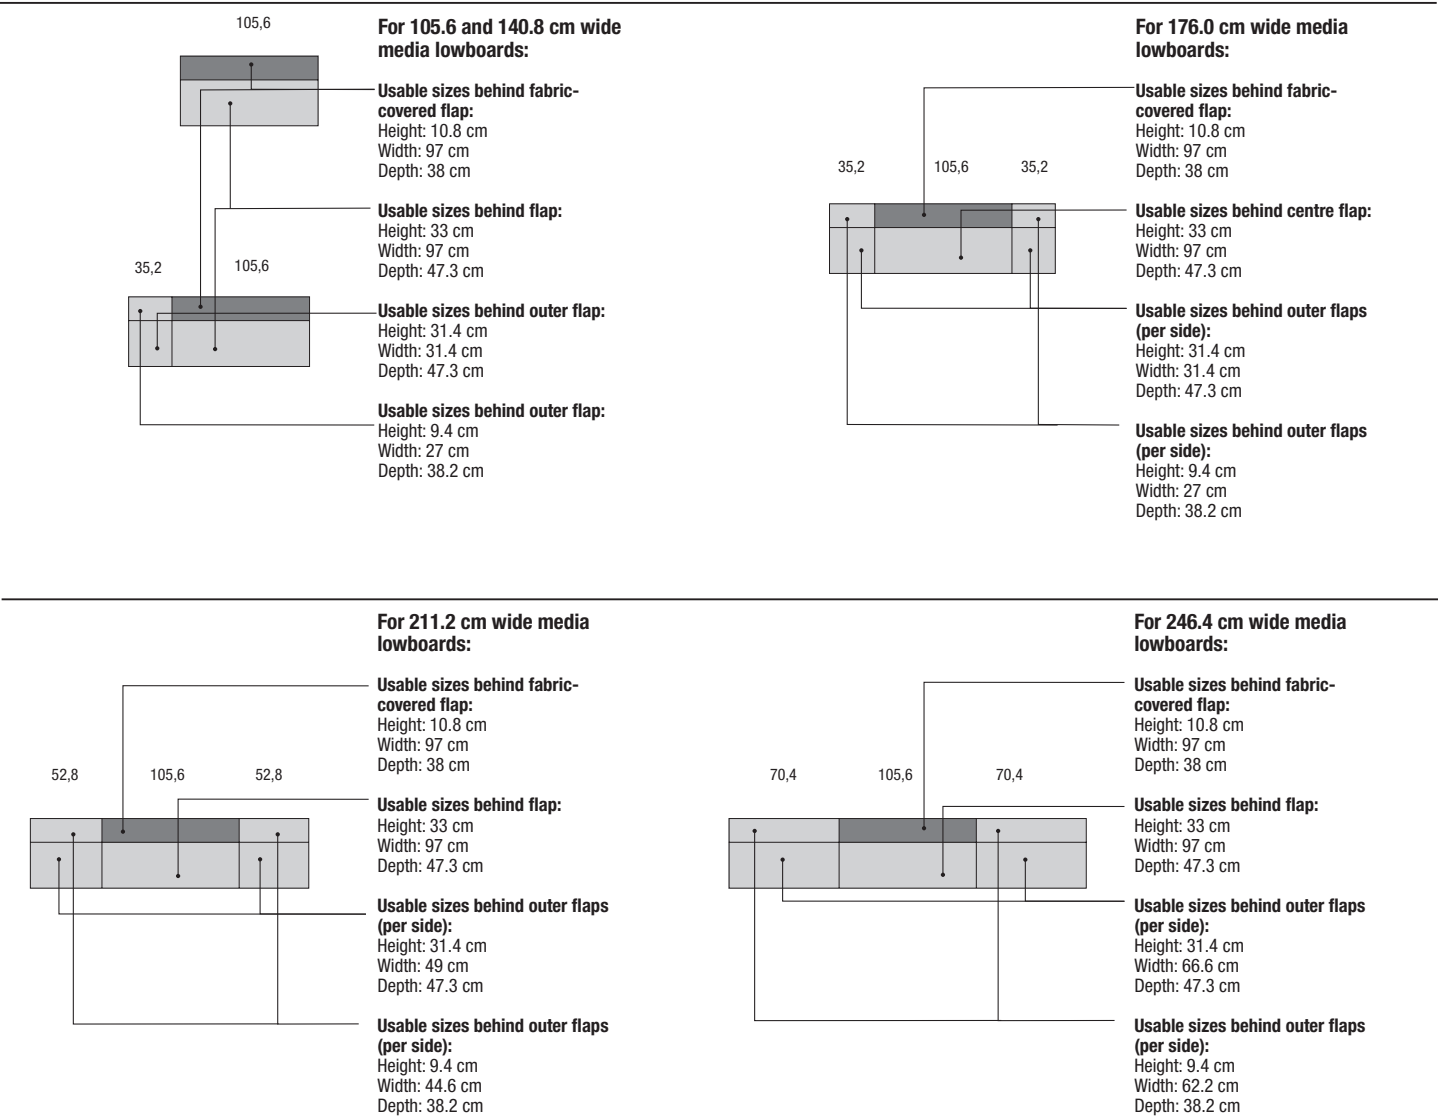 105,6
35,2
105,6
For 105.6 and 140.8 cm wide
media lowboards:
Usable sizes behind fabric-
covered flap:
Height: 10.8 cm
Width: 97 cm
Depth: 38 cm
Usable sizes behind flap:
Height: 33 cm
Width: 97 cm
Depth: 47.3 cm
Usable sizes behind outer flap:
Height: 31.4 cm
Width: 31.4 cm
Depth: 47.3 cm
Usable sizes behind outer flap:
Height: 9.4 cm
Width: 27 cm
Depth: 38.2 cm
35,2
105,6
35,2
For 176.0 cm wide media
lowboards:
Usable sizes behind fabric-
covered flap:
Height: 10.8 cm
Width: 97 cm
Depth: 38 cm
Usable sizes behind centre flap:
Height: 33 cm
Width: 97 cm
Depth: 47.3 cm
Usable sizes behind outer flaps
(per side):
Height: 31.4 cm
Width: 31.4 cm
Depth: 47.3 cm
Usable sizes behind outer flaps
(per side):
Height: 9.4 cm
Width: 27 cm
Depth: 38.2 cm
52,8
105,6
52,8
For 211.2 cm wide media
lowboards:
Usable sizes behind fabric-
covered flap:
Height: 10.8 cm
Width: 97 cm
Depth: 38 cm
Usable sizes behind flap:
Height: 33 cm
Width: 97 cm
Depth: 47.3 cm
Usable sizes behind outer flaps
(per side):
Height: 31.4 cm
Width: 49 cm
Depth: 47.3 cm
Usable sizes behind outer flaps
(per side):
Height: 9.4 cm
Width: 44.6 cm
Depth: 38.2 cm
70,4
105,6
70,4
For 246.4 cm wide media
lowboards:
Usable sizes behind fabric-
covered flap:
Height: 10.8 cm
Width: 97 cm
Depth: 38 cm
Usable sizes behind flap:
Height: 33 cm
Width: 97 cm
Depth: 47.3 cm
Usable sizes behind outer flaps
(per side):
Height: 31.4 cm
Width: 66.6 cm
Depth: 47.3 cm
Usable sizes behind outer flaps
(per side):
Height: 9.4 cm
Width: 62.2 cm
Depth: 38.2 cm